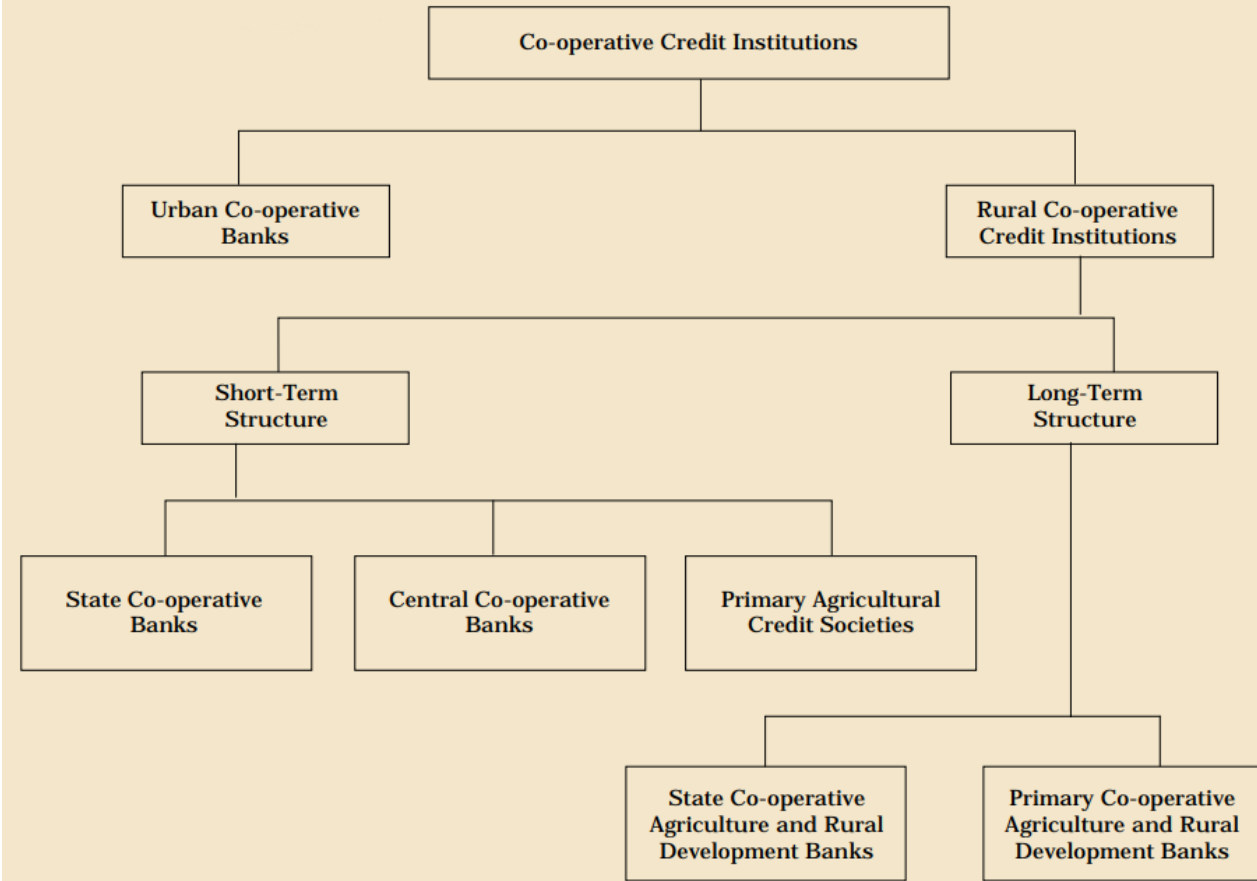 Co-operative Credit Institutions
Urban Co-operative
Banks
Rural Co-operative
Credit Institutions
Short-Term
Structure
Long-Term
Structure
State Co-operative
Banks
Central Co-operative
Banks
Primary Agricultural
Credit Societies
State Co-operative
Agriculture and Rural
Development Banks
Primary Co-operative
Agriculture and Rural
Development Banks